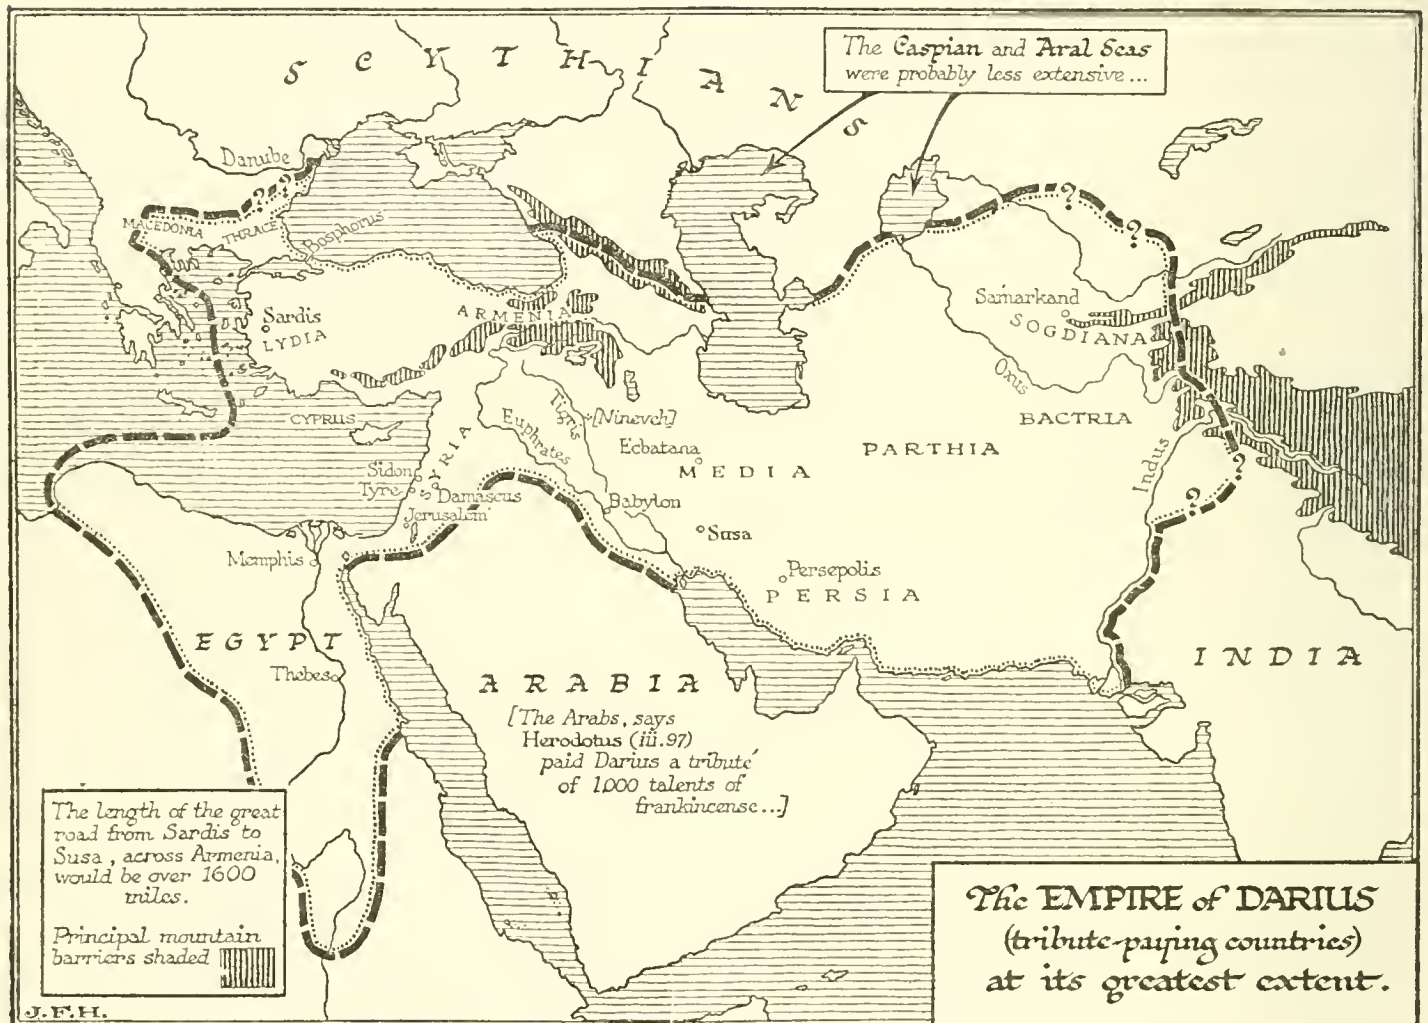 The Caspian and Aral Seas
were probably less extensive...
SCYTHIANS
Danube
? ?
MACEDONIA
THRACE
Bosphorus
?
?
Sardis
LYDIA
ARMENIA
Samarkand
SOGDIANA
Oxus
BACTRIA
CYPRUS
Tigris
[Nineveh]
Euphrates
Ecbatana
MEDIA
PARTHIA
Indus
?
?
Sidon
Tyre
SYRIA
Damascus
Jerusalem
Babylon
Susa
Memphis
Persepolis
PERSIA
EGYPT
Thebes
ARABIA
INDIA
[The Arabs, says
Herodotus (iii.97)
paid Darius a tribute
of 1000 talents of
frankincense...]
The length of the great
road from Sardis to
Susa, across Armenia,
would be over 1600
miles.
Principal mountain
barriers shaded
J.F.H.
The EMPIRE of DARIUS
(tribute-paying countries)
at its greatest extent.